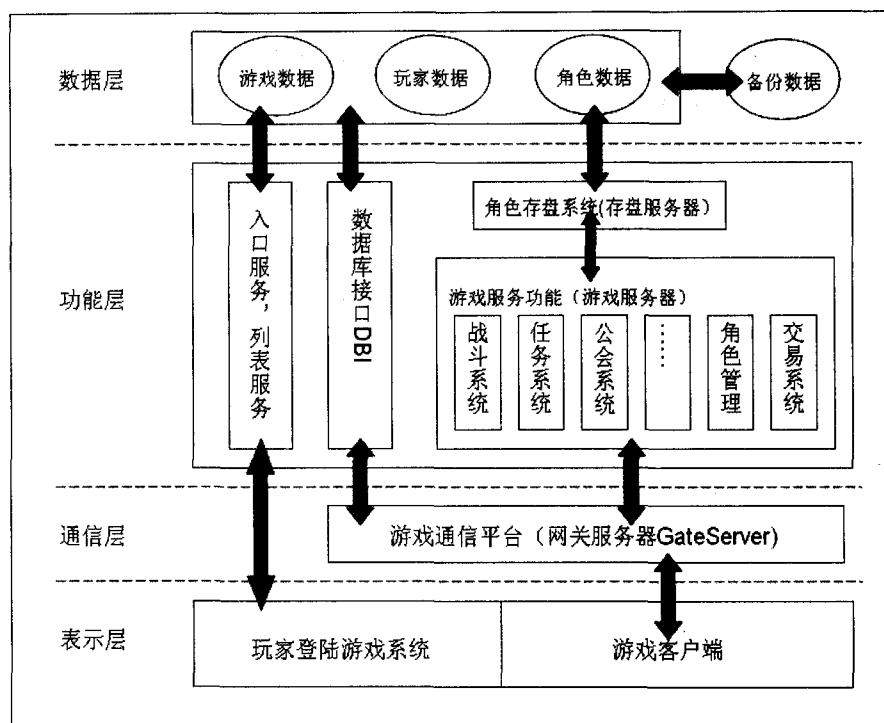 数据层
游戏数据
玩家数据
角色数据
备份数据
功能层
入口服务，列表服务
数据库接口DBI
角色存盘系统(存盘服务器)
游戏服务功能（游戏服务器）
战斗系统
任务系统
公会系统
……
角色管理
交易系统
通信层
游戏通信平台（网关服务器GateServer)
表示层
玩家登陆游戏系统
游戏客户端